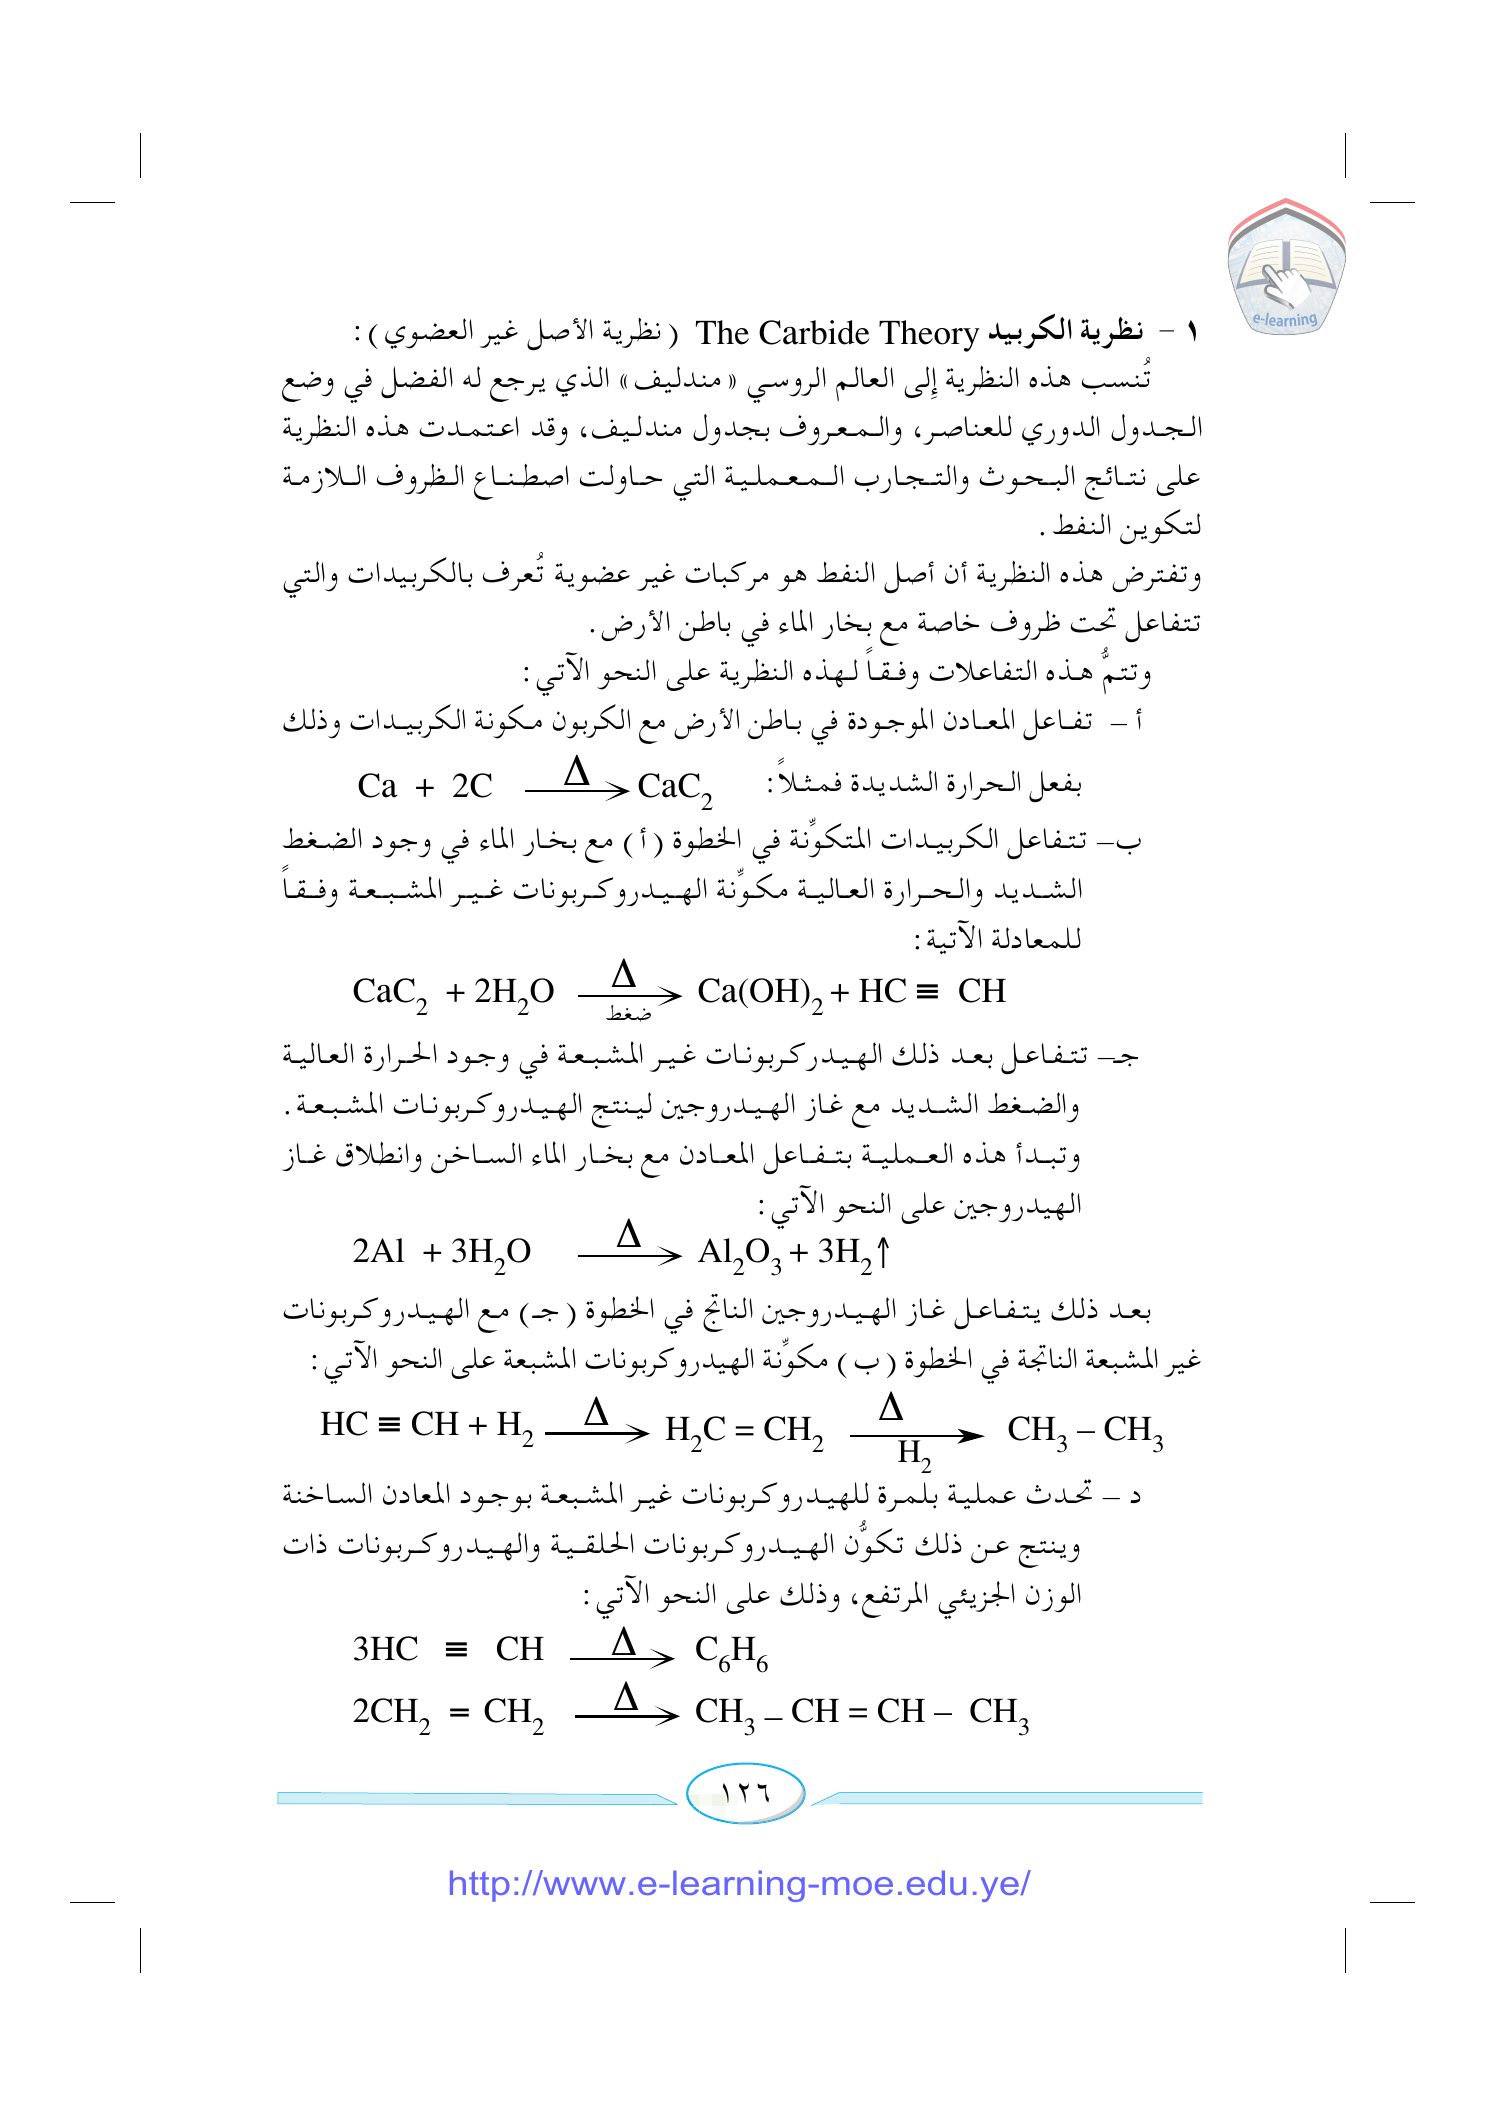 e-learning
١ – نظرية الكربيد The Carbide Theory (نظرية الأصل غير العضوي):
تُنسب هذه النظرية إِلى العالم الروسي «مندليف» الذي يرجع له الفضل في وضع
الجدول الدوري للعناصر، والمعروف بجدول مندليف، وقد اعتمدت هذه النظرية
على نتائج البحوث والتجارب المعملية التي حاولت اصطناع الظروف اللازمة
لتكوين النفط.
وتفترض هذه النظرية أن أصل النفط هو مركبات غير عضوية تُعرف بالكربيدات والتي
تتفاعل تحت ظروف خاصة مع بخار الماء في باطن الأرض.
وتتمُّ هذه التفاعلات وفقاً لهذه النظرية على النحو الآتي:
أ – تفاعل المعادن الموجودة في باطن الأرض مع الكربون مكونة الكربيدات وذلك
بفعل الحرارة الشديدة فمثلاً: Ca + 2C —Δ→ CaC₂
ب– تتفاعل الكربيدات المتكوِّنة في الخطوة (أ) مع بخار الماء في وجود الضغط
الشديد والحرارة العالية مكوِّنة الهيدروكربونات غير المشبعة وفقاً
للمعادلة الآتية:
CaC₂ + 2H₂O —Δ→ Ca(OH)₂ + HC ≡ CH
ضغط
جـ– تتفاعل بعد ذلك الهيدركربونات غير المشبعة في وجود الحرارة العالية
والضغط الشديد مع غاز الهيدروجين لينتج الهيدروكربونات المشبعة.
وتبدأ هذه العملية بتفاعل المعادن مع بخار الماء الساخن وانطلاق غاز
الهيدروجين على النحو الآتي:
2Al + 3H₂O —Δ→ Al₂O₃ + 3H₂↑
بعد ذلك يتفاعل غاز الهيدروجين الناتج في الخطوة (جـ) مع الهيدروكربونات
غير المشبعة الناتجة في الخطوة (ب) مكوِّنة الهيدروكربونات المشبعة على النحو الآتي:
HC ≡ CH + H₂ —Δ→ H₂C = CH₂ —Δ→ CH₃ – CH₃
H₂
د – تحدث عملية بلمرة للهيدروكربونات غير المشبعة بوجود المعادن الساخنة
وينتج عن ذلك تكوُّن الهيدروكربونات الحلقية والهيدروكربونات ذات
الوزن الجزيئي المرتفع، وذلك على النحو الآتي:
3HC ≡ CH —Δ→ C₆H₆
2CH₂ = CH₂ —Δ→ CH₃ – CH = CH – CH₃
١٢٦
http://www.e-learning-moe.edu.ye/